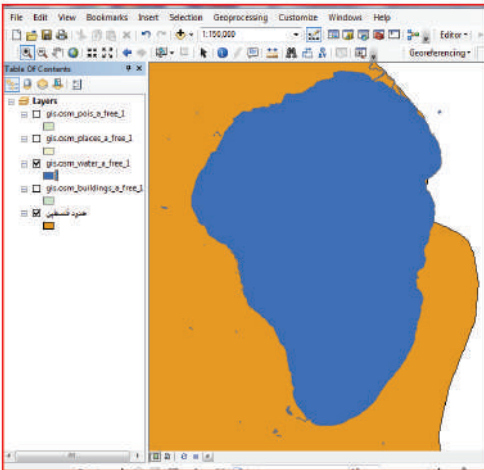 File Edit View Bookmarks Insert Selection Geoprocessing Customize Windows Help
1:150,000
Editor
Georeferencing
Table Of Contents
Layers
gis.osm_pois_a_free_1
gis.osm_places_a_free_1
gis.osm_water_a_free_1
gis.osm_buildings_a_free_1
حدود فلسطين